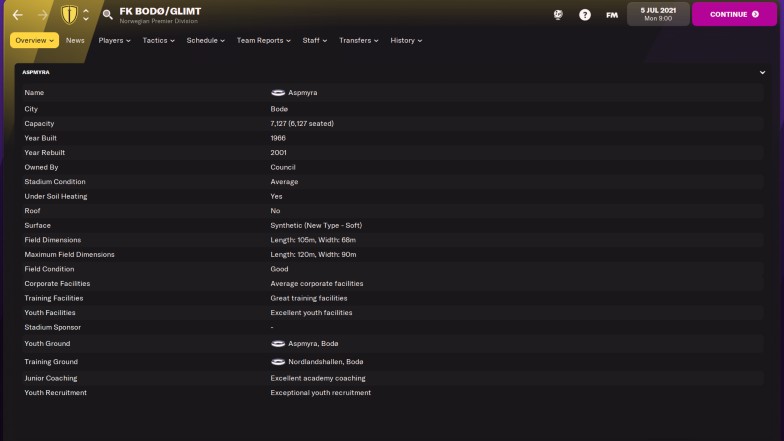 FK BODØ/GLIMT
Norwegian Premier Division
FM
5 JUL 2021
Mon 9:00
CONTINUE
Overview News Players Tactics Schedule Team Reports Staff Transfers History
ASPMYRA
Name Aspmyra
City Bodø
Capacity 7,127 (6,127 seated)
Year Built 1966
Year Rebuilt 2001
Owned By Council
Stadium Condition Average
Under Soil Heating Yes
Roof No
Surface Synthetic (New Type - Soft)
Field Dimensions Length: 105m, Width: 68m
Maximum Field Dimensions Length: 120m, Width: 90m
Field Condition Good
Corporate Facilities Average corporate facilities
Training Facilities Great training facilities
Youth Facilities Excellent youth facilities
Stadium Sponsor -
Youth Ground Aspmyra, Bodø
Training Ground Nordlandshallen, Bodø
Junior Coaching Excellent academy coaching
Youth Recruitment Exceptional youth recruitment